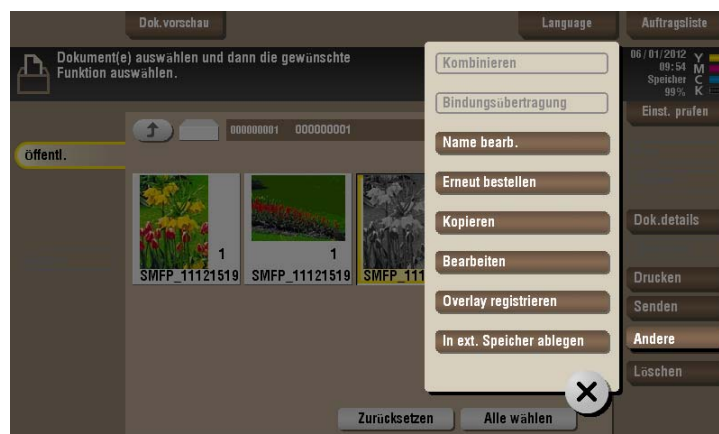 Dok.vorschau
Language
Auftragsliste
Dokument(e) auswählen und dann die gewünschte
Funktion auswählen.
06/01/2012
09:54
Speicher
99%
Y
M
C
K
Einst. prüfen
Öffentl.
000000001 000000001
1
SMFP_11121519
1
SMFP_11121519
SMFP_111
Kombinieren
Bindungsübertragung
Name bearb.
Erneut bestellen
Kopieren
Bearbeiten
Overlay registrieren
In ext. Speicher ablegen
Dok.details
Drucken
Senden
Andere
Löschen
Zurücksetzen
Alle wählen